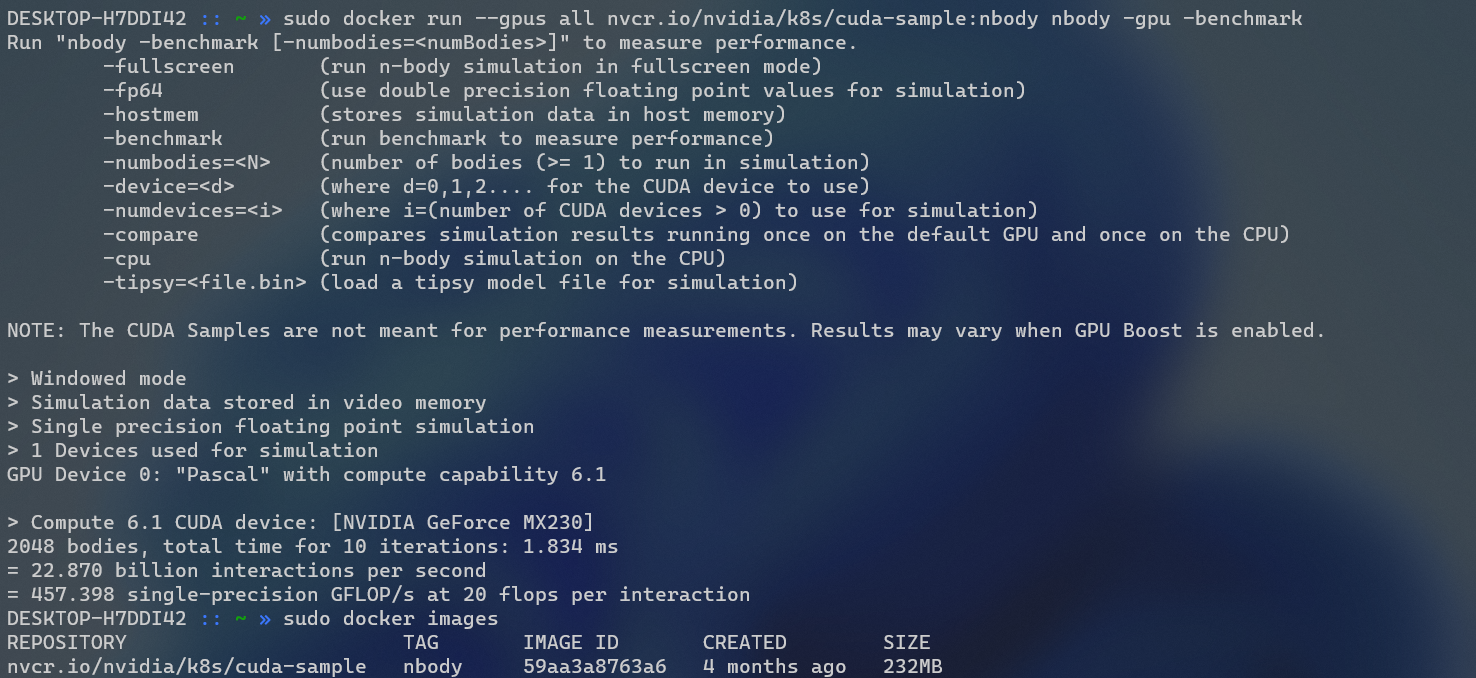 DESKTOP-H7DDI42 :: ~ » sudo docker run --gpus all nvcr.io/nvidia/k8s/cuda-sample:nbody nbody -gpu -benchmark
Run "nbody -benchmark [-numbodies=<numBodies>]" to measure performance.
        -fullscreen       (run n-body simulation in fullscreen mode)
        -fp64             (use double precision floating point values for simulation)
        -hostmem          (stores simulation data in host memory)
        -benchmark        (run benchmark to measure performance)
        -numbodies=<N>    (number of bodies (>= 1) to run in simulation)
        -device=<d>       (where d=0,1,2.... for the CUDA device to use)
        -numdevices=<i>   (where i=(number of CUDA devices > 0) to use for simulation)
        -compare          (compares simulation results running once on the default GPU and once on the CPU)
        -cpu              (run n-body simulation on the CPU)
        -tipsy=<file.bin> (load a tipsy model file for simulation)

NOTE: The CUDA Samples are not meant for performance measurements. Results may vary when GPU Boost is enabled.

> Windowed mode
> Simulation data stored in video memory
> Single precision floating point simulation
> 1 Devices used for simulation
GPU Device 0: "Pascal" with compute capability 6.1

> Compute 6.1 CUDA device: [NVIDIA GeForce MX230]
2048 bodies, total time for 10 iterations: 1.834 ms
= 22.870 billion interactions per second
= 457.398 single-precision GFLOP/s at 20 flops per interaction
DESKTOP-H7DDI42 :: ~ » sudo docker images
REPOSITORY                       TAG       IMAGE ID       CREATED        SIZE
nvcr.io/nvidia/k8s/cuda-sample   nbody     59aa3a8763a6   4 months ago   232MB